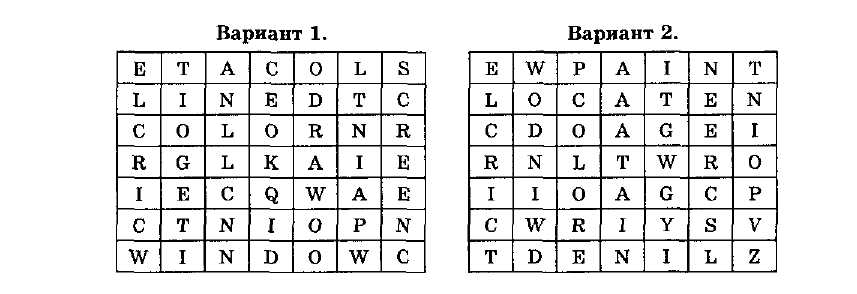 Вариант 1. Вариант 2.
E T A C O L S E W P A I N T
L I N E D T C L O C A T E N
C O L O R N R C D O A G E I
R G L K A I E R N L T W R O
I E C Q W A E I I O A G C P
C T N I O P N C W R I Y S V
W I N D O W C T D E N I L Z